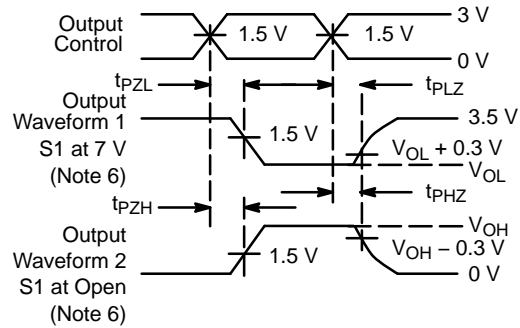 Output
Control
1.5 V
1.5 V
3 V
0 V
tPZL
tPLZ
Output
Waveform 1
S1 at 7 V
(Note 6)
1.5 V
3.5 V
VOL + 0.3 V
VOL
tPZH
tPHZ
Output
Waveform 2
S1 at Open
(Note 6)
1.5 V
VOH
VOH – 0.3 V
0 V